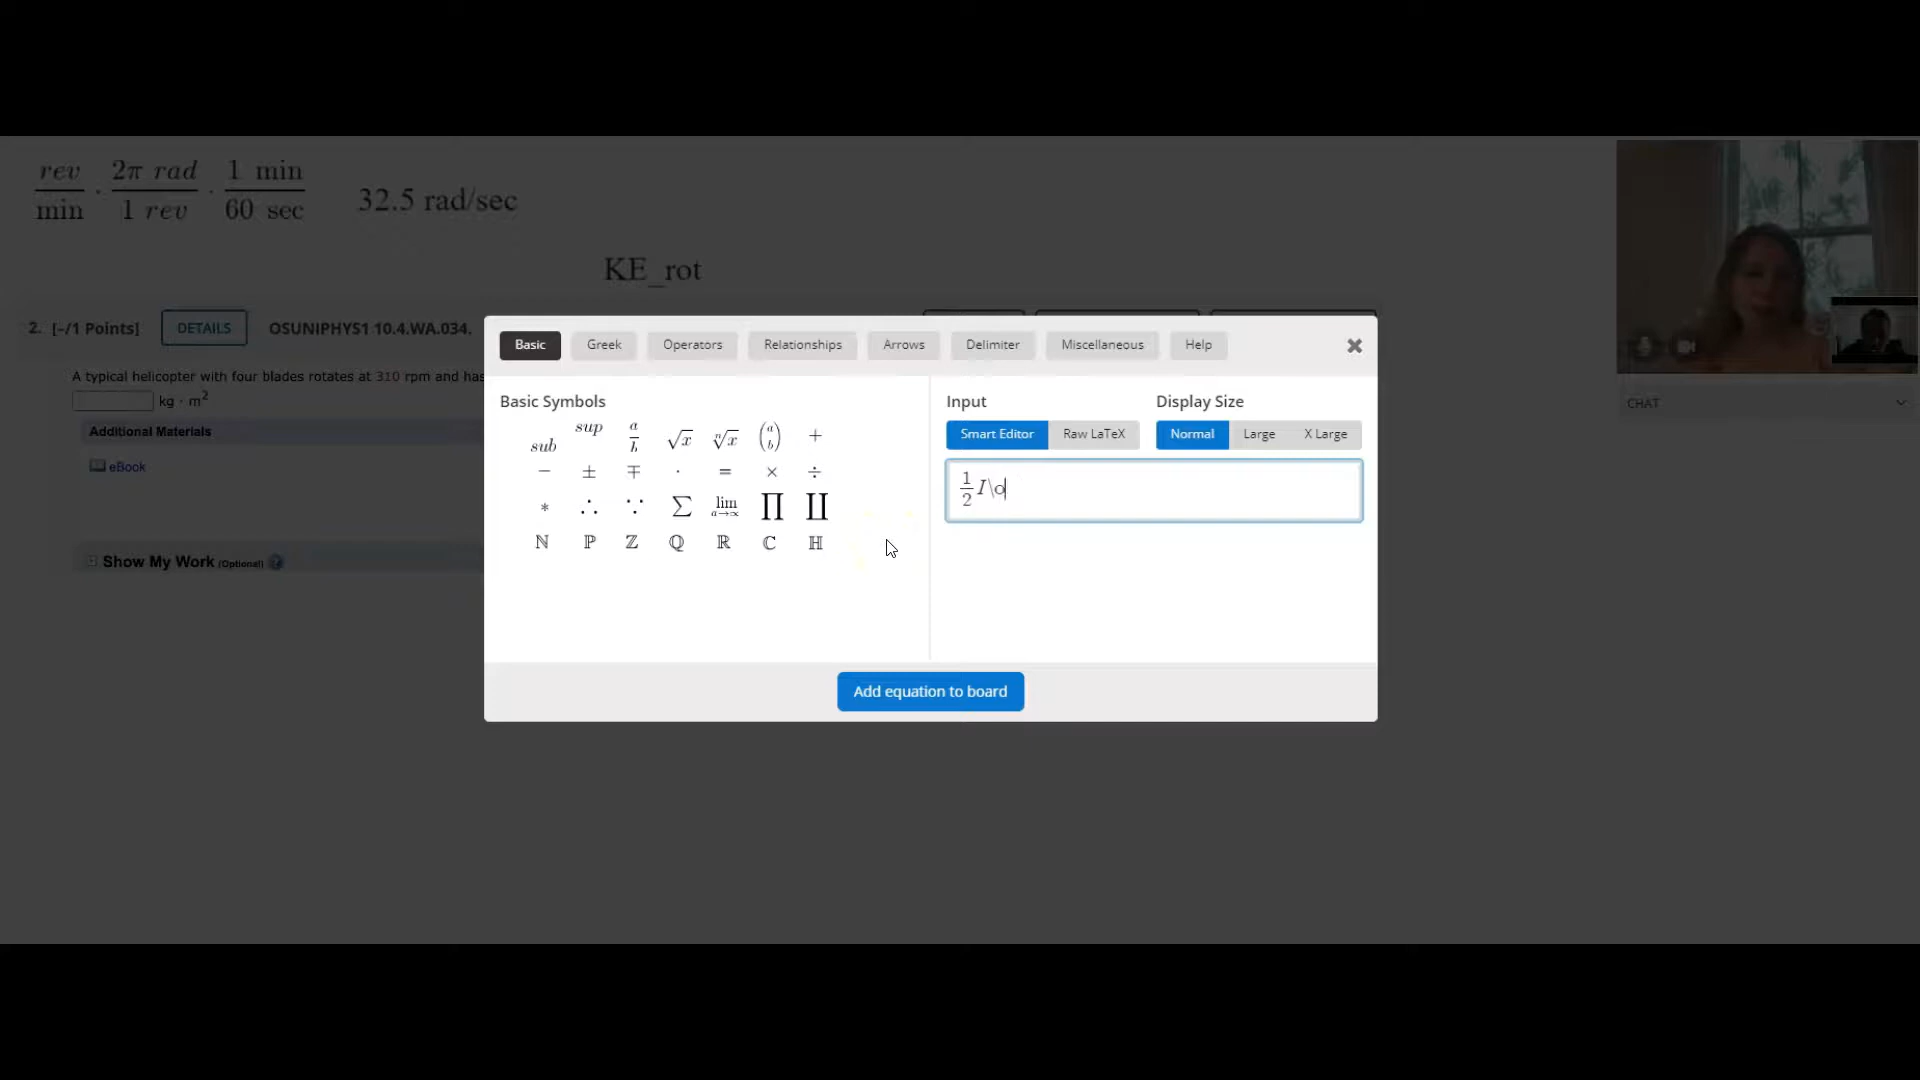 rev/min · 2π rad/1 rev · 1 min/60 sec 32.5 rad/sec
KE_rot
2. [-/1 Points] DETAILS OSUNIPHYS1 10.4.WA.034.
A typical helicopter with four blades rotates at 310 rpm and has
kg · m²
Additional Materials
eBook
Show My Work (Optional) ?
Basic Greek Operators Relationships Arrows Delimiter Miscellaneous Help
Basic Symbols
sub sup a/b √x ⁿ√x (a b) +
− ± ∓ · = × ÷
* ∴ ∵ ∑ lim a→∞ ∏ ∐
ℕ ℙ ℤ ℚ ℝ ℂ ℍ
Input Display Size
Smart Editor Raw LaTeX Normal Large X Large
1/2 I\o
Add equation to board
CHAT